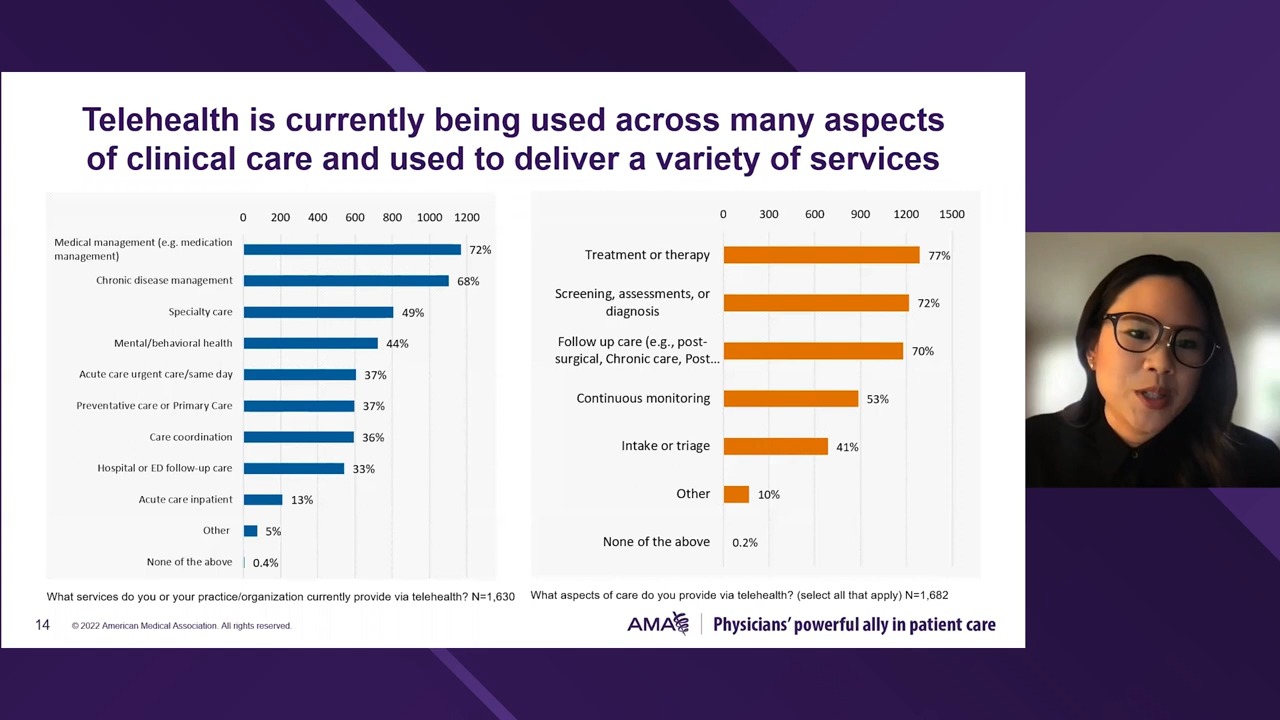 Telehealth is currently being used across many aspects
of clinical care and used to deliver a variety of services
0 200 400 600 800 1000 1200
Medical management (e.g. medication
management)
72%
Chronic disease management 68%
Specialty care 49%
Mental/behavioral health 44%
Acute care urgent care/same day 37%
Preventative care or Primary Care 37%
Care coordination 36%
Hospital or ED follow-up care 33%
Acute care inpatient 13%
Other 5%
None of the above 0.4%
What services do you or your practice/organization currently provide via telehealth? N=1,630
0 300 600 900 1200 1500
Treatment or therapy 77%
Screening, assessments, or
diagnosis
72%
Follow up care (e.g., post-
surgical, Chronic care, Post...
70%
Continuous monitoring 53%
Intake or triage 41%
Other 10%
None of the above 0.2%
What aspects of care do you provide via telehealth? (select all that apply) N=1,682
14 © 2022 American Medical Association. All rights reserved.
AMA Physicians' powerful ally in patient care